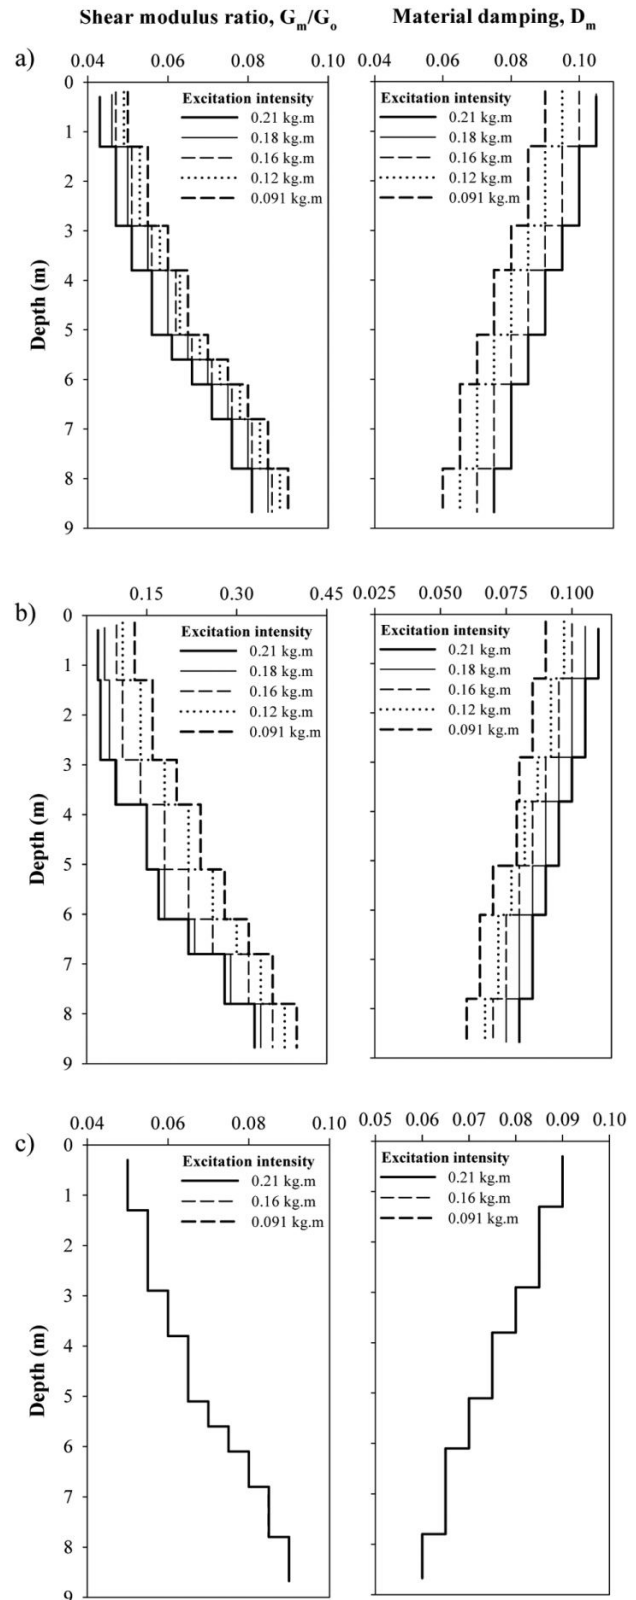 Shear modulus ratio, Gm/Go
Material damping, Dm
a)
0.04 0.06 0.08 0.10
0.04 0.06 0.08 0.10
0
1
2
3
4
5
6
7
8
9
Depth (m)
Excitation intensity
0.21 kg.m
0.18 kg.m
0.16 kg.m
0.12 kg.m
0.091 kg.m
Excitation intensity
0.21 kg.m
0.18 kg.m
0.16 kg.m
0.12 kg.m
0.091 kg.m
b)
0.15 0.30 0.45
0.025 0.050 0.075 0.100
0
1
2
3
4
5
6
7
8
9
Depth (m)
Excitation intensity
0.21 kg.m
0.18 kg.m
0.16 kg.m
0.12 kg.m
0.091 kg.m
Excitation intensity
0.21 kg.m
0.18 kg.m
0.16 kg.m
0.12 kg.m
0.091 kg.m
c)
0.04 0.06 0.08 0.10
0.05 0.06 0.07 0.08 0.09 0.10
0
1
2
3
4
5
6
7
8
9
Depth (m)
Excitation intensity
0.21 kg.m
0.16 kg.m
0.091 kg.m
Excitation intensity
0.21 kg.m
0.16 kg.m
0.091 kg.m